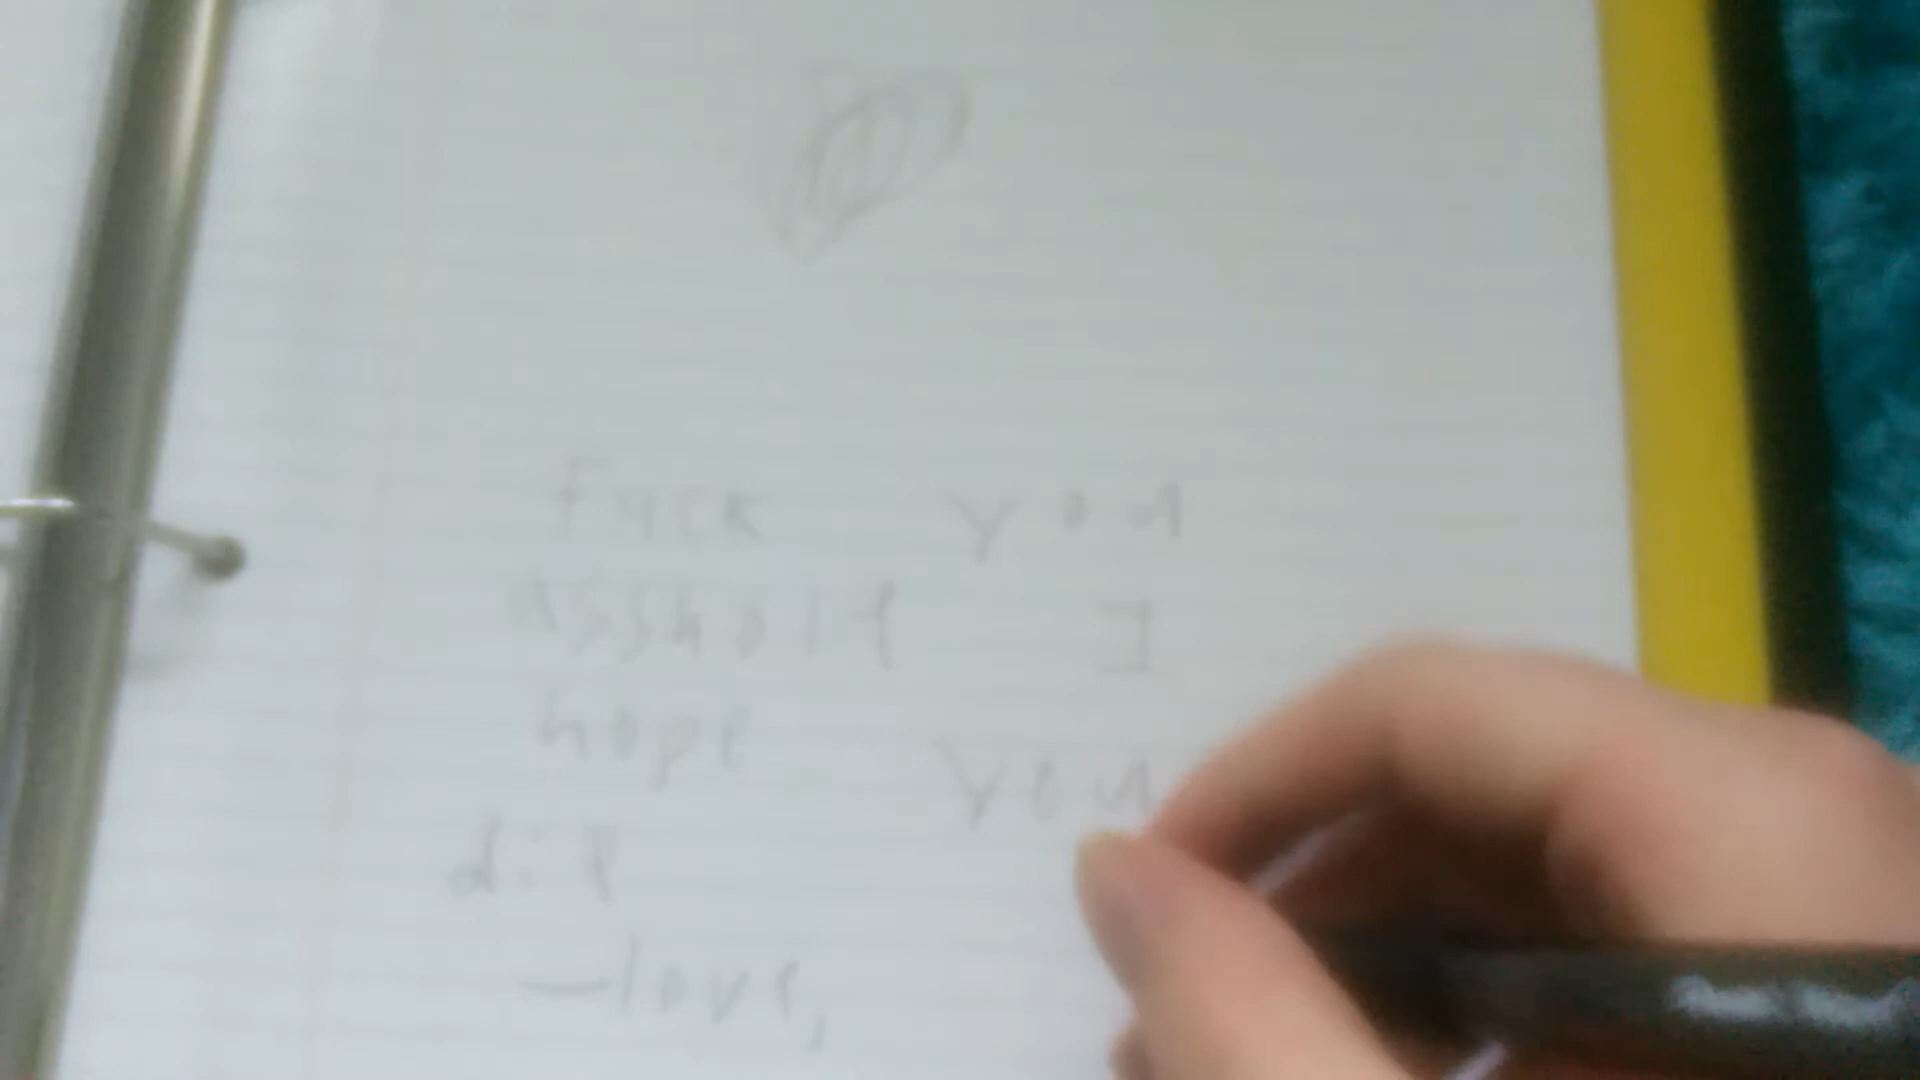 Fuck you
asshole I
hope you
die
-love,